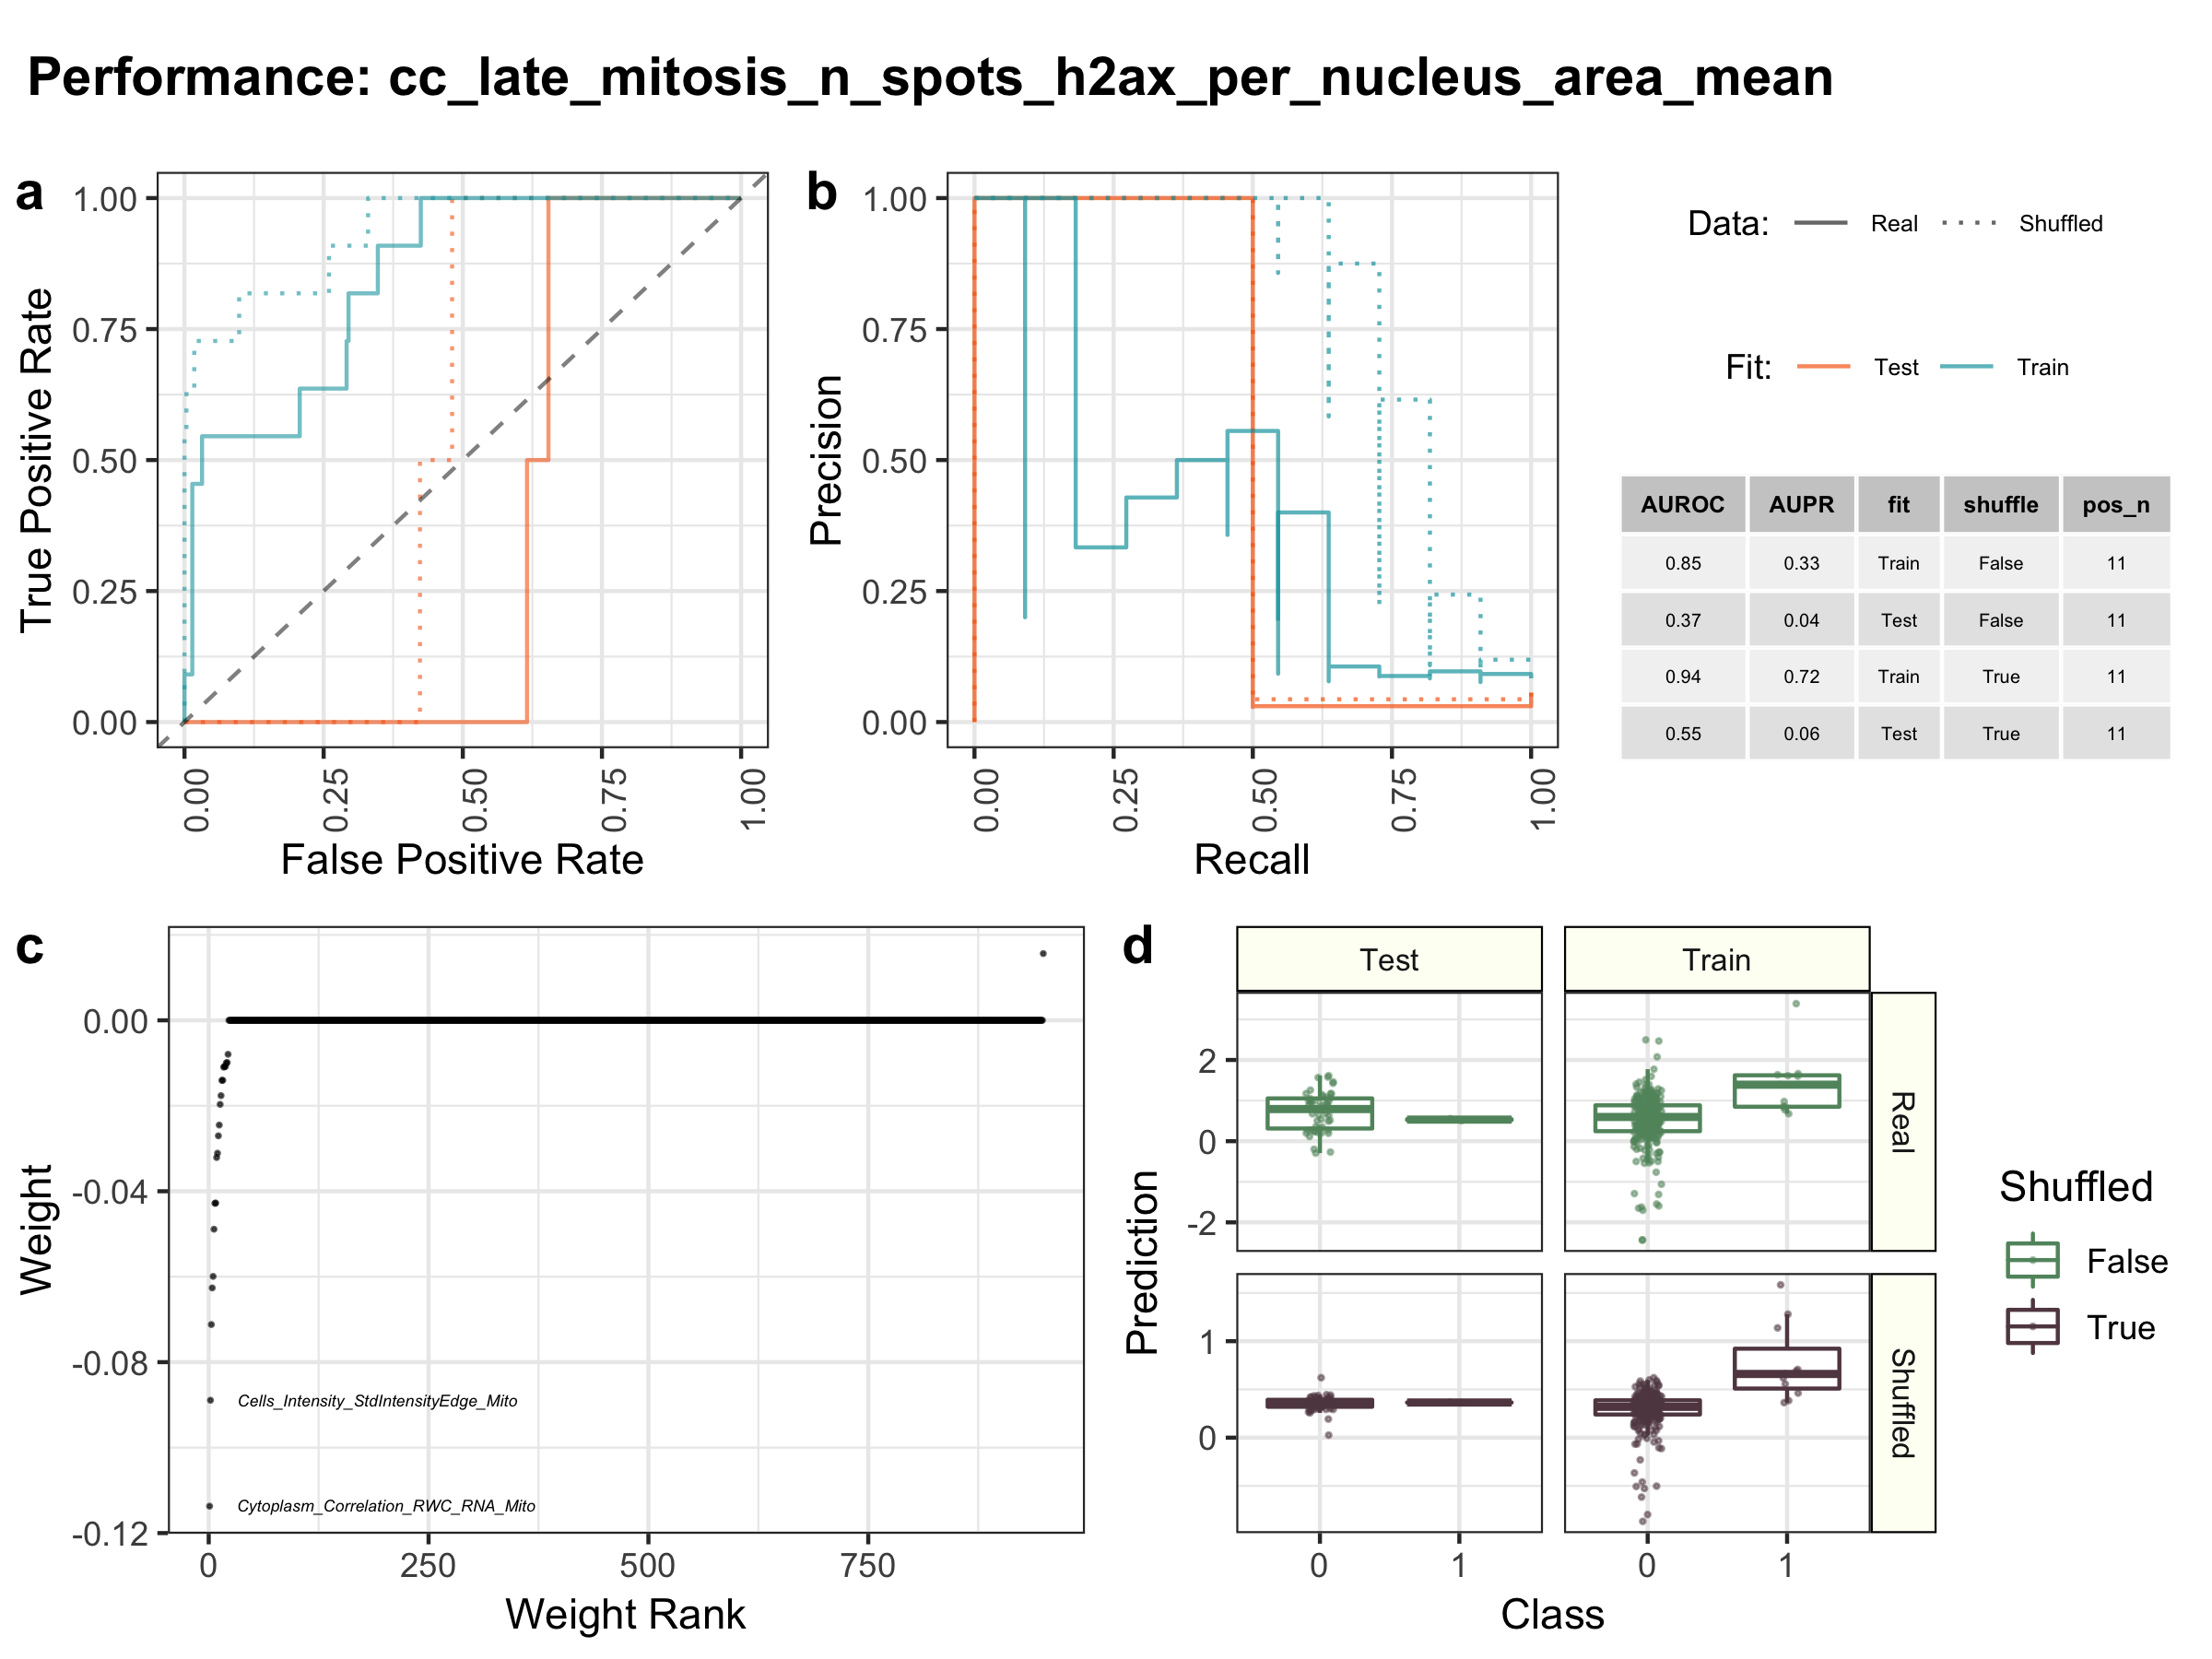 Performance: cc_late_mitosis_n_spots_h2ax_per_nucleus_area_mean
a
True Positive Rate
1.00
0.75
0.50
0.25
0.00
0.00
0.25
0.50
0.75
1.00
False Positive Rate
b
Precision
1.00
0.75
0.50
0.25
0.00
0.00
0.25
0.50
0.75
1.00
Recall
Data: Real Shuffled
Fit: Test Train
AUROC AUPR fit shuffle pos_n
0.85 0.33 Train False 11
0.37 0.04 Test False 11
0.94 0.72 Train True 11
0.55 0.06 Test True 11
c
Weight
0.00
-0.04
-0.08
-0.12
Cells_Intensity_StdIntensityEdge_Mito
Cytoplasm_Correlation_RWC_RNA_Mito
0 250 500 750
Weight Rank
d
Prediction
Test Train
2
0
-2
Real
1
0
Shuffled
0 1 0 1
Class
Shuffled
False
True